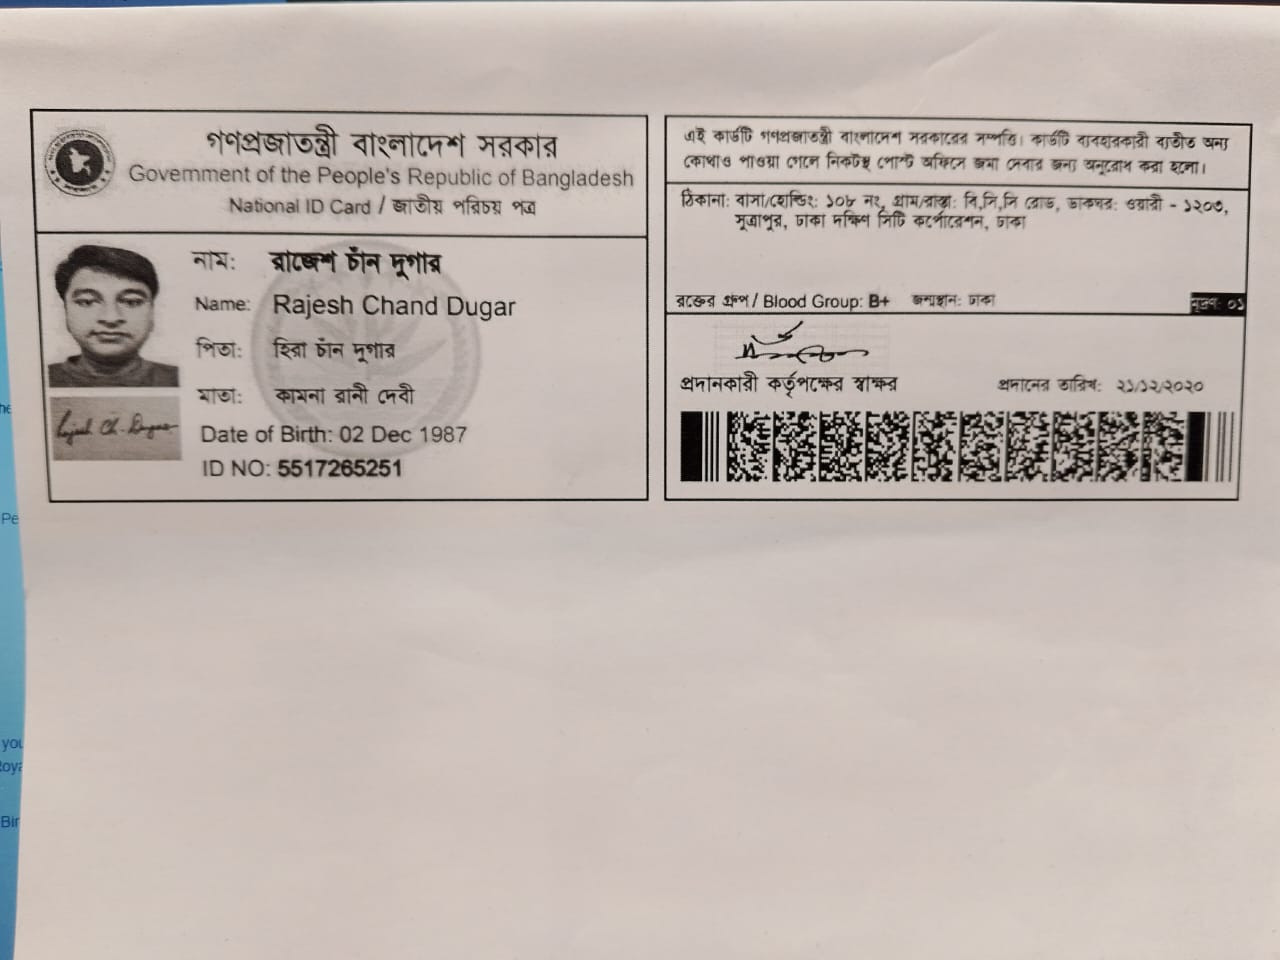 গণপ্রজাতন্ত্রী বাংলাদেশ সরকার
Government of the People's Republic of Bangladesh
National ID Card / জাতীয় পরিচয় পত্র
নাম: রাজেশ চাঁন দুগার
Name: Rajesh Chand Dugar
পিতা: হিরা চাঁন দুগার
মাতা: কামনা রানী দেবী
Date of Birth: 02 Dec 1987
ID NO: 5517265251
Rajesh Ch. Dugar
এই কার্ডটি গণপ্রজাতন্ত্রী বাংলাদেশ সরকারের সম্পত্তি। কার্ডটি ব্যবহারকারী ব্যতীত অন্য
কোথাও পাওয়া গেলে নিকটস্থ পোস্ট অফিসে জমা দেবার জন্য অনুরোধ করা হলো।
ঠিকানা: বাসা/হোল্ডিং: ১০৮ নং, গ্রাম/রাস্তা: বি,সি,সি রোড, ডাকঘর: ওয়ারী - ১২০৩,
সূত্রাপুর, ঢাকা দক্ষিণ সিটি কর্পোরেশন, ঢাকা
রক্তের গ্রুপ / Blood Group: B+ জন্মস্থান: ঢাকা
মুদ্রণ: ০১
প্রদানকারী কর্তৃপক্ষের স্বাক্ষর
প্রদানের তারিখ: ২১/১২/২০২০
Pe
you
Bir